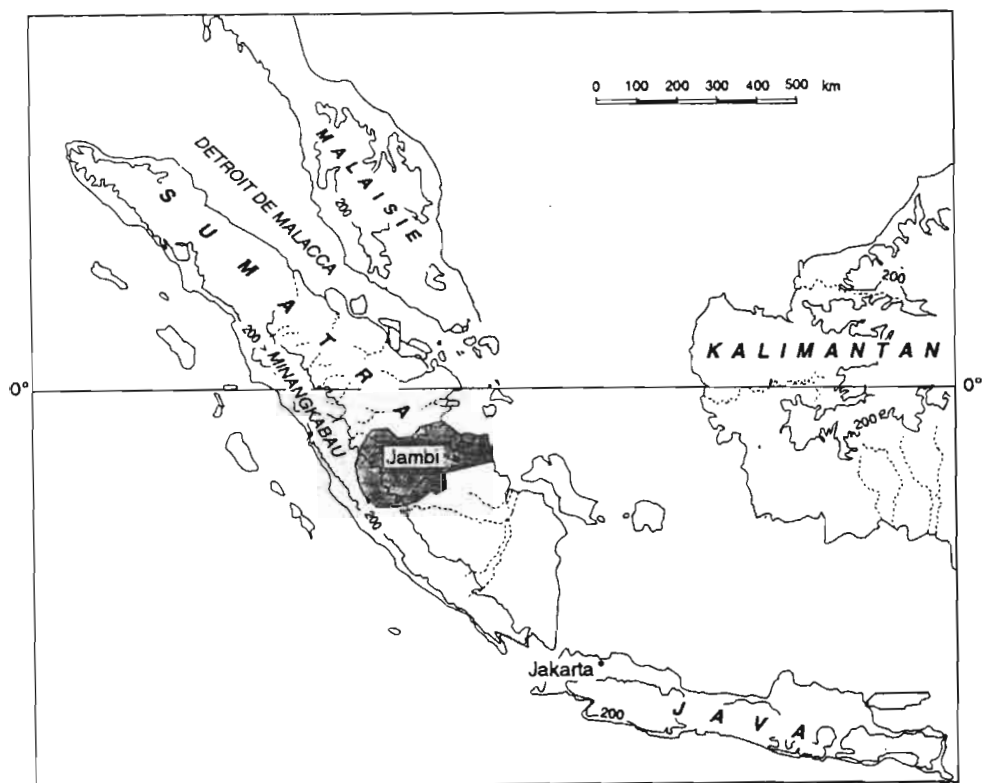 0 100 200 300 400 500 km
MALAISIE
200
DETROIT DE MALACCA
SUMATRA
200
KALIMANTAN
200 > MINANGKABAU
0°
0°
200
Jambi
200
Jakarta
200
JAVA